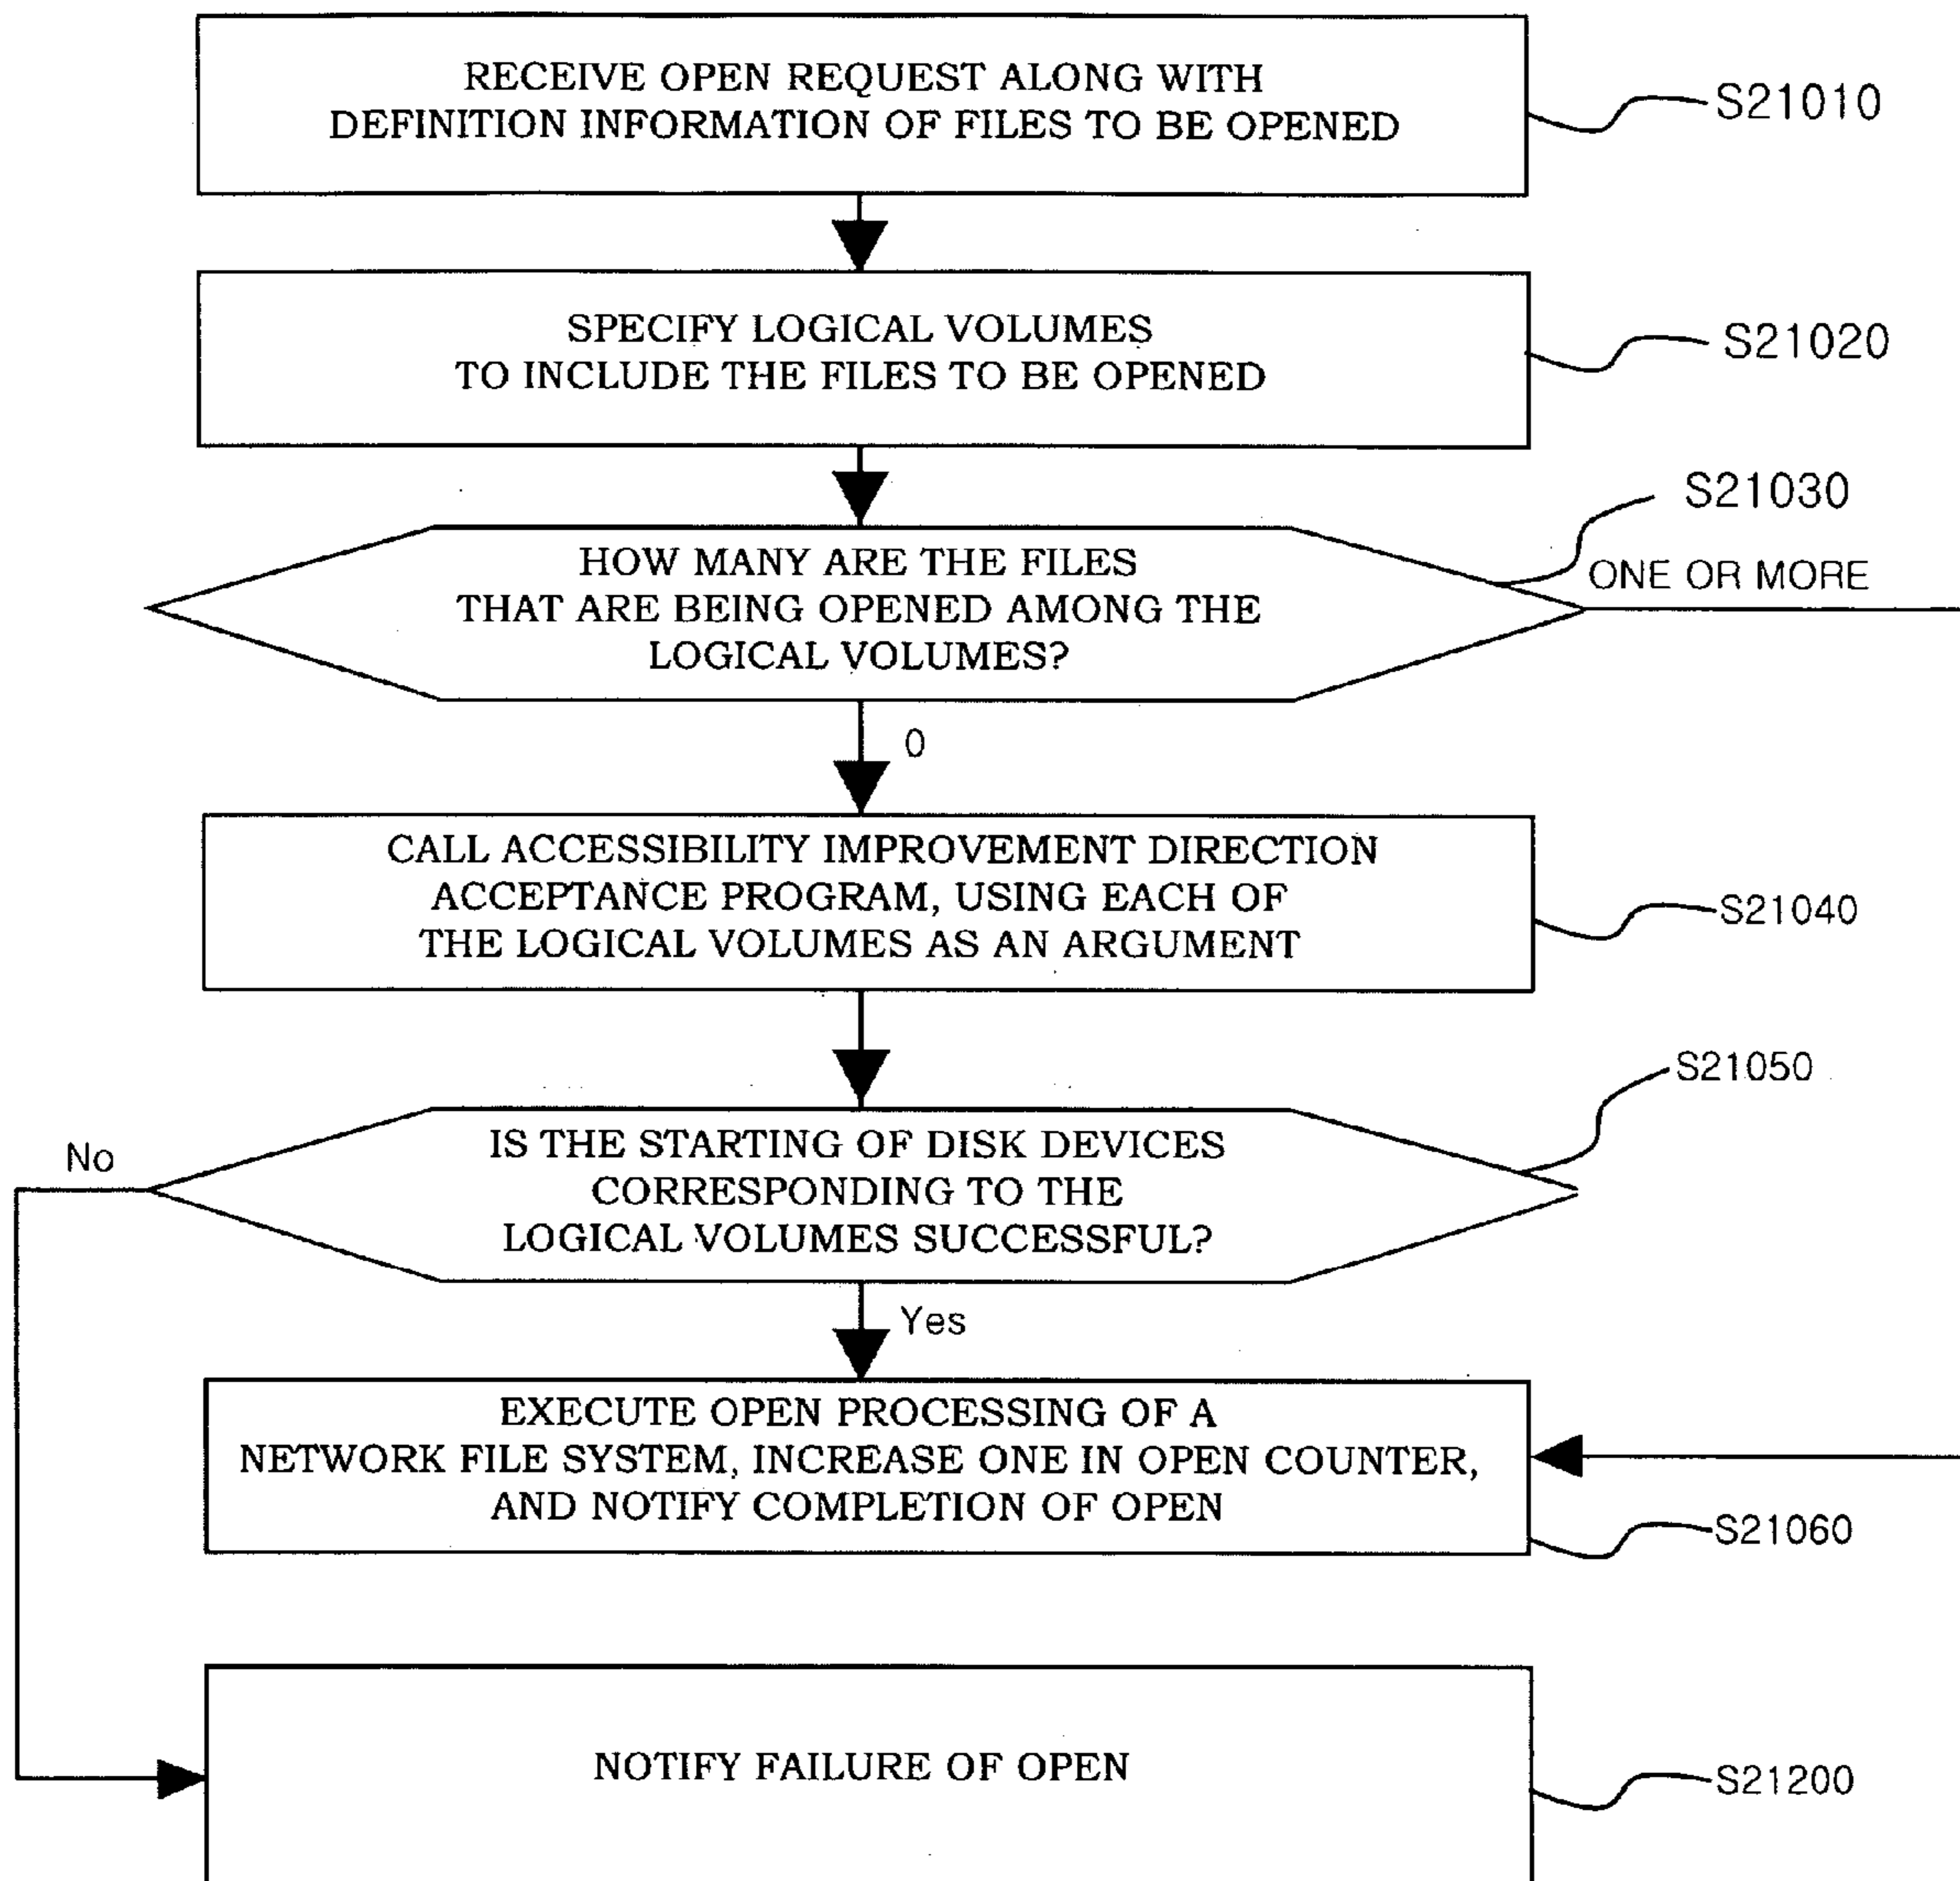 RECEIVE OPEN REQUEST ALONG WITH
DEFINITION INFORMATION OF FILES TO BE OPENED
S21010
SPECIFY LOGICAL VOLUMES
TO INCLUDE THE FILES TO BE OPENED
S21020
S21030
HOW MANY ARE THE FILES
THAT ARE BEING OPENED AMONG THE
LOGICAL VOLUMES?
ONE OR MORE
0
CALL ACCESSIBILITY IMPROVEMENT DIRECTION
ACCEPTANCE PROGRAM, USING EACH OF
THE LOGICAL VOLUMES AS AN ARGUMENT
S21040
S21050
No
IS THE STARTING OF DISK DEVICES
CORRESPONDING TO THE
LOGICAL VOLUMES SUCCESSFUL?
Yes
EXECUTE OPEN PROCESSING OF A
NETWORK FILE SYSTEM, INCREASE ONE IN OPEN COUNTER,
AND NOTIFY COMPLETION OF OPEN
S21060
NOTIFY FAILURE OF OPEN
S21200